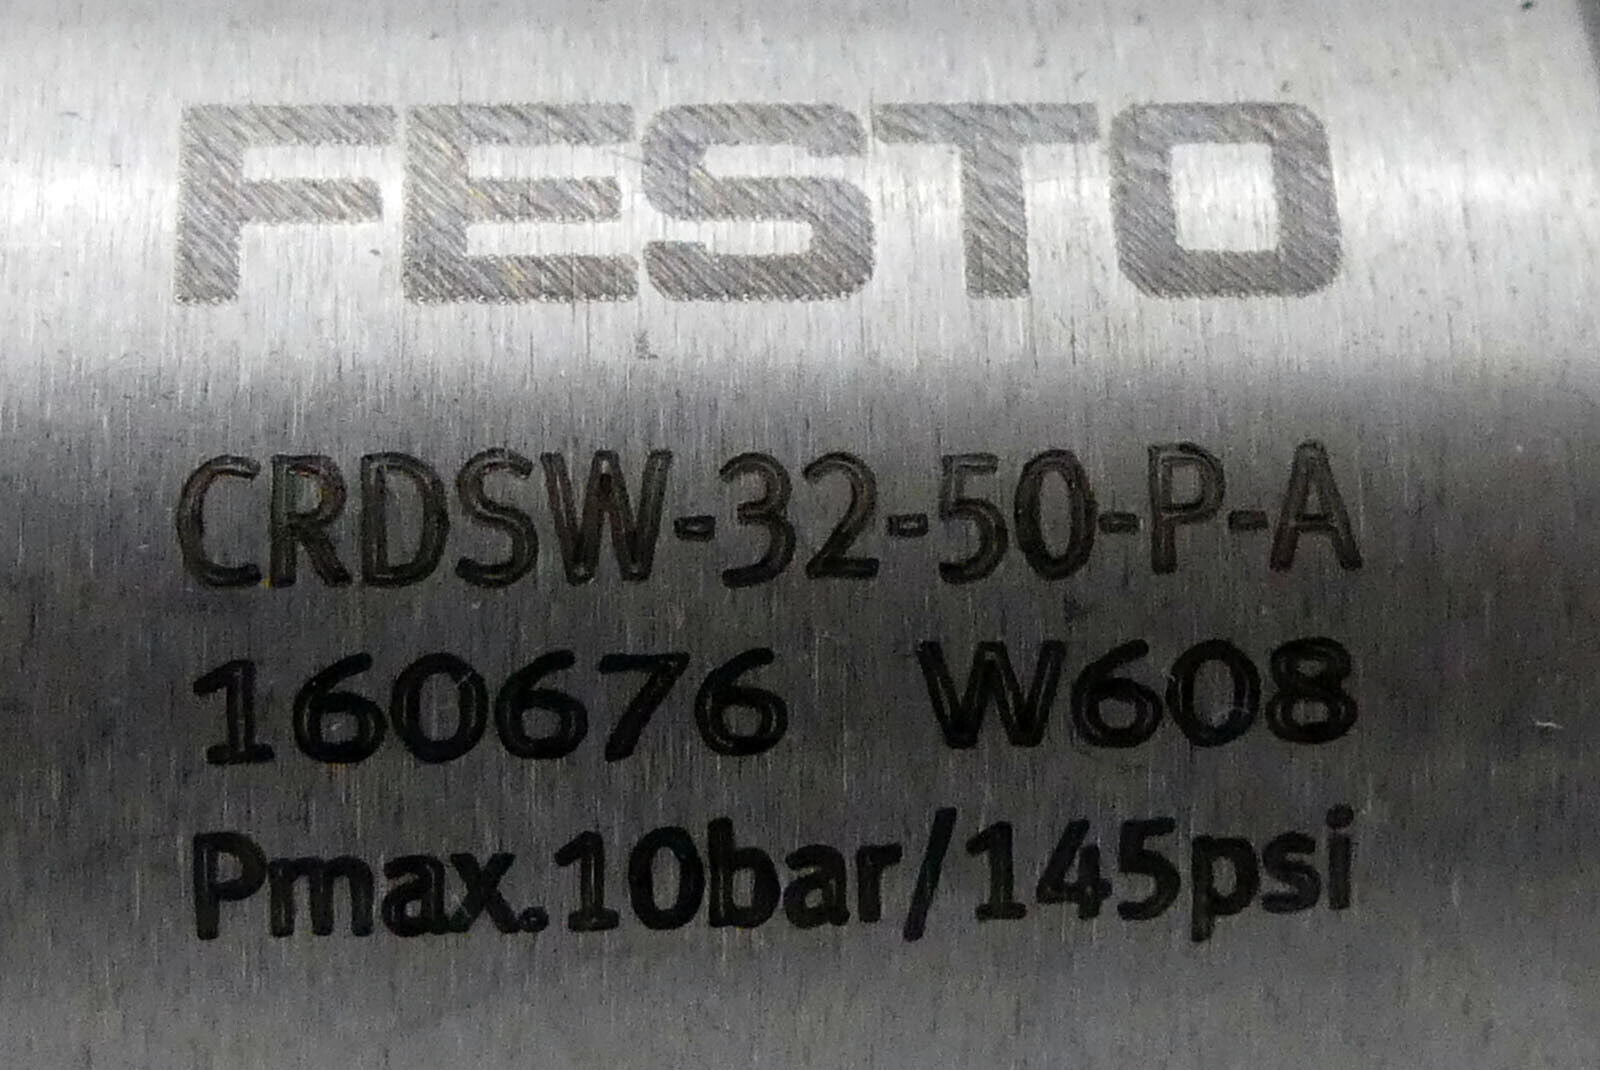 FESTO
CRDSW-32-50-P-A
160676 W608
Pmax.10bar/145psi